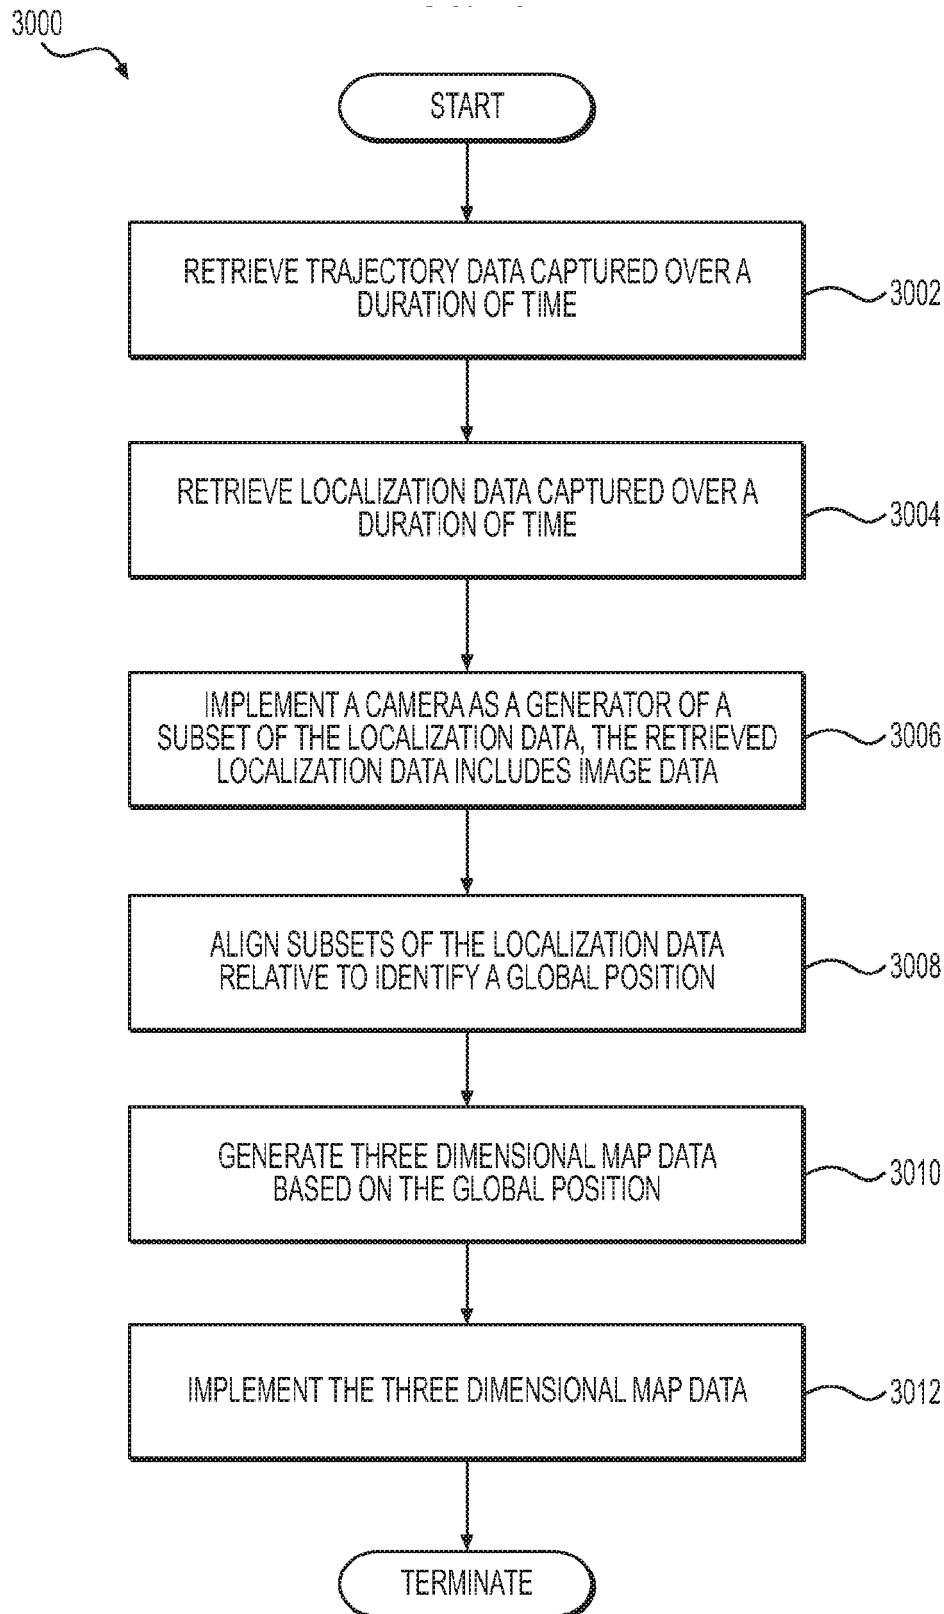 3000
START
RETRIEVE TRAJECTORY DATA CAPTURED OVER A
DURATION OF TIME
3002
RETRIEVE LOCALIZATION DATA CAPTURED OVER A
DURATION OF TIME
3004
IMPLEMENT A CAMERA AS A GENERATOR OF A
SUBSET OF THE LOCALIZATION DATA, THE RETRIEVED
LOCALIZATION DATA INCLUDES IMAGE DATA
3006
ALIGN SUBSETS OF THE LOCALIZATION DATA
RELATIVE TO IDENTIFY A GLOBAL POSITION
3008
GENERATE THREE DIMENSIONAL MAP DATA
BASED ON THE GLOBAL POSITION
3010
IMPLEMENT THE THREE DIMENSIONAL MAP DATA
3012
TERMINATE